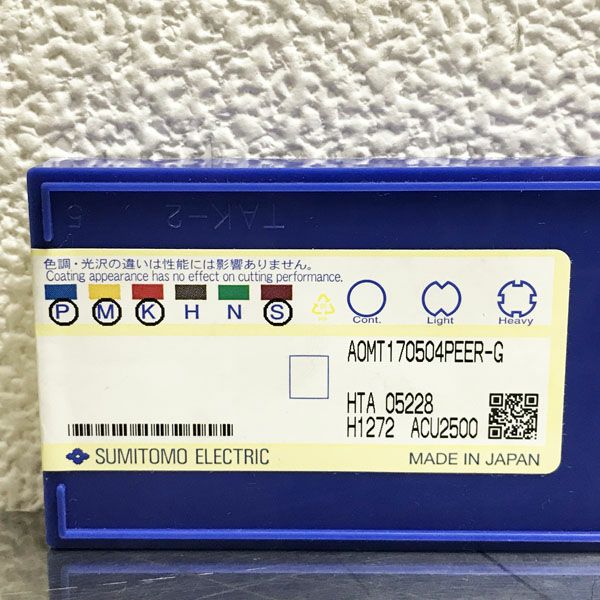 TAK-2 5
色調・光沢の違いは性能には影響ありません。
Coating appearance has no effect on cutting performance.
P M K H N S
Cont. Light Heavy
AOMT170504PEER-G
HTA 05228
H1272 ACU2500
SUMITOMO ELECTRIC
MADE IN JAPAN